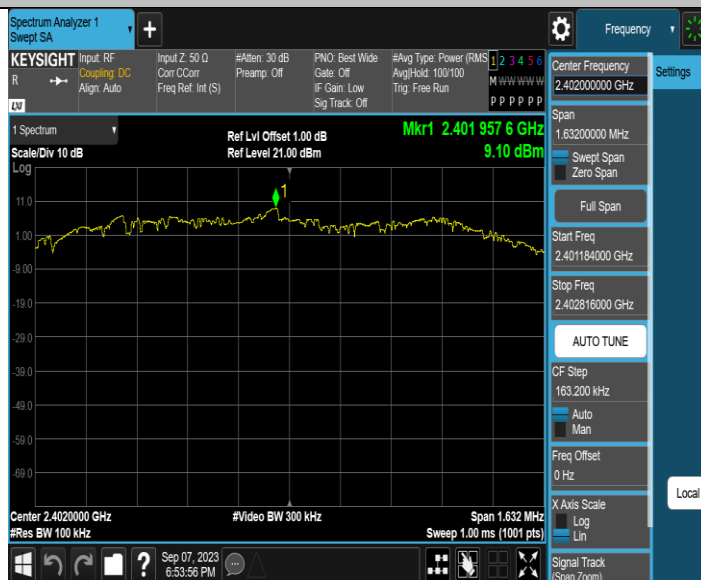 Spectrum Analyzer 1
Swept SA
Frequency
KEYSIGHT
R
LXI
Input: RF
Coupling: DC
Align: Auto
Input Z: 50 Ω
Corr CCorr
Freq Ref: Int (S)
#Atten: 30 dB
Preamp: Off
PNO: Best Wide
Gate: Off
IF Gain: Low
Sig Track: Off
#Avg Type: Power (RMS
Avg|Hold: 100/100
Trig: Free Run
1 2 3 4 5 6
M W W W W W
P P P P P P
1 Spectrum
Scale/Div 10 dB
Log
Ref Lvl Offset 1.00 dB
Ref Level 21.00 dBm
Mkr1 2.401 957 6 GHz
9.10 dBm
1
11.0
1.00
-9.00
-19.0
-29.0
-39.0
-49.0
-59.0
-69.0
Center 2.4020000 GHz
#Res BW 100 kHz
#Video BW 300 kHz
Span 1.632 MHz
Sweep 1.00 ms (1001 pts)
Sep 07, 2023
6:53:56 PM
?
Center Frequency
2.402000000 GHz
Span
1.63200000 MHz
Swept Span
Zero Span
Full Span
Start Freq
2.401184000 GHz
Stop Freq
2.402816000 GHz
AUTO TUNE
CF Step
163.200 kHz
Auto
Man
Freq Offset
0 Hz
X Axis Scale
Log
Lin
Signal Track
(Span Zoom)
Settings
Local